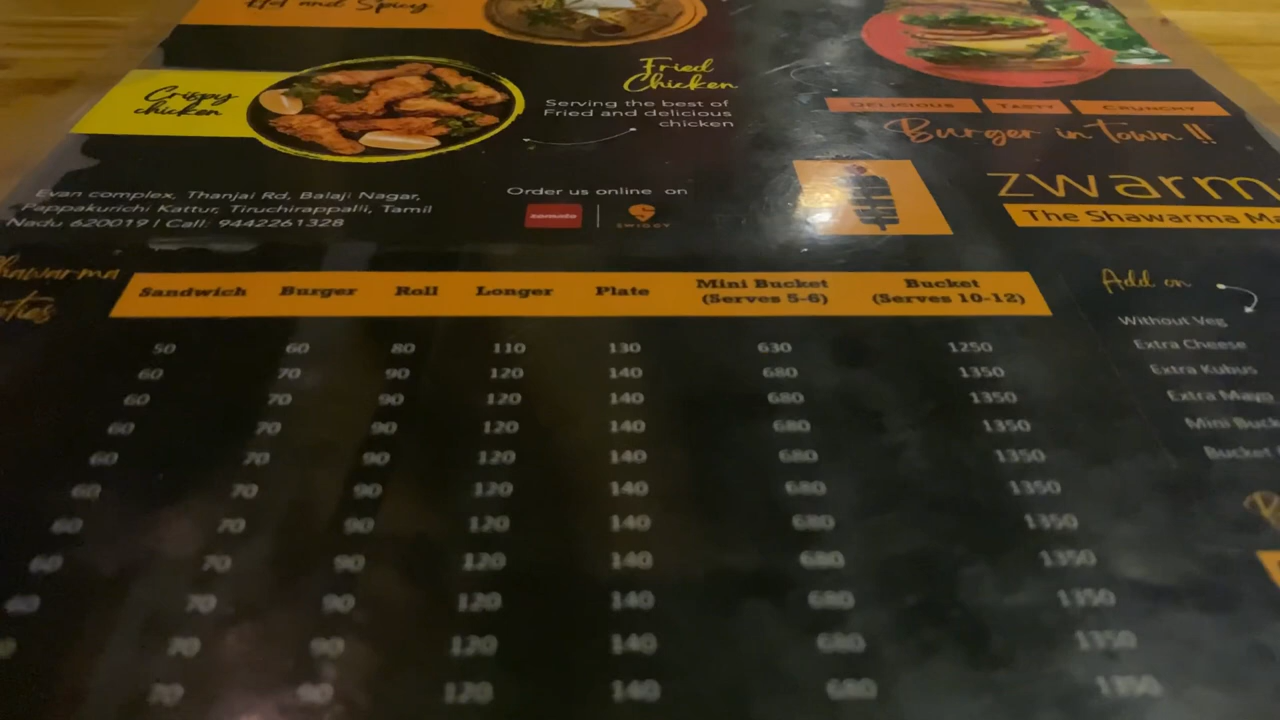 Hot and Spicy
Crispy
chicken
Fried
Chicken
Serving the best of
Fried and delicious
chicken
DELICIOUS TASTY CRUNCHY
Burger in town !!
Evan complex, Thanjai Rd, Balaji Nagar,
Pappakurichi Kattur, Tiruchirappalli, Tamil
Nadu 620019 | Call: 9442261328
Order us online on
zomato | SWIGGY
zwarm
The Shawarma Ma
Shawarma
Sandwich Burger Roll Longer Plate Mini Bucket (Serves 5-6) Bucket (Serves 10-12)
50 60 80 110 130 630 1250
60 70 90 120 140 680 1350
60 70 90 120 140 680 1350
60 70 90 120 140 680 1350
60 70 90 120 140 680 1350
60 70 90 120 140 680 1350
60 70 90 120 140 680 1350
60 70 90 120 140 680 1350
60 70 90 120 140 680 1350
70 90 120 140 680 1350
70 90 120 140 680 1350
Add on
Without Veg
Extra Cheese
Extra Kubus
Extra Mayo
Mini Buck
Bucket